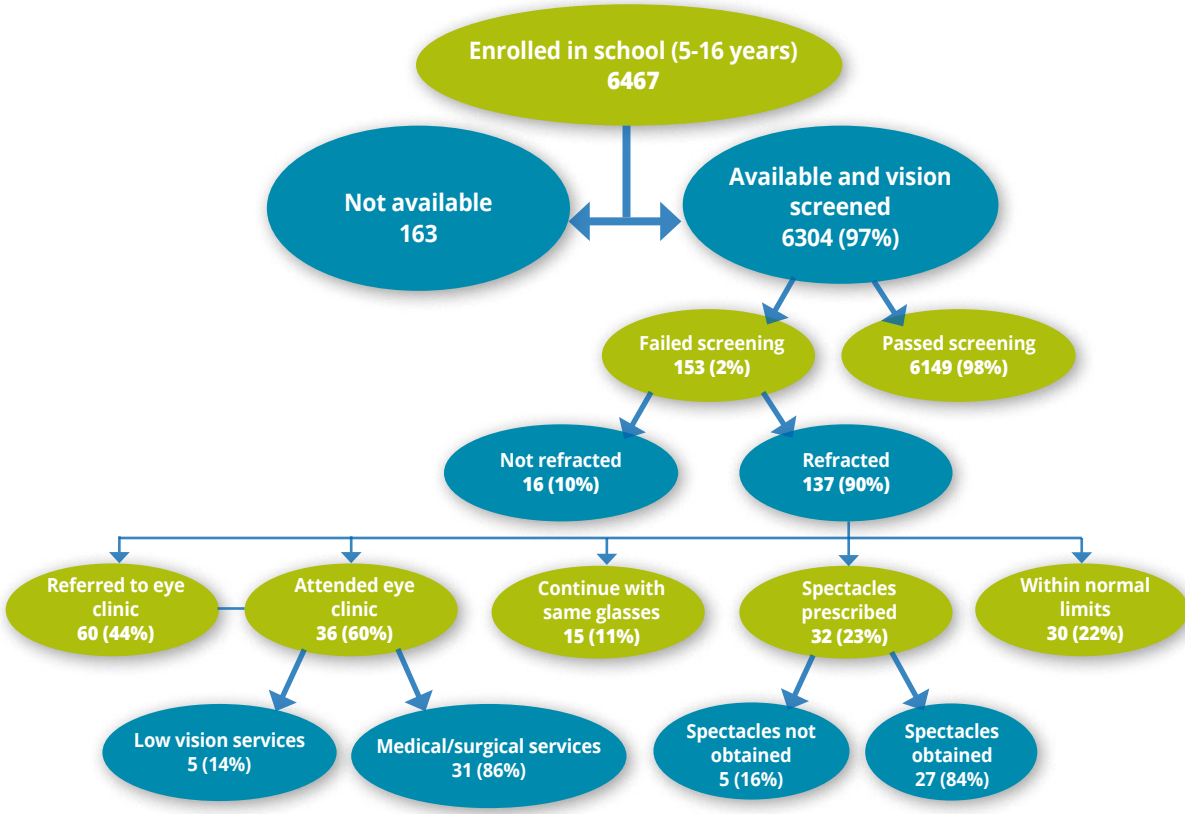 Enrolled in school (5-16 years)
6467
Not available
163
Available and vision
screened
6304 (97%)
Failed screening
153 (2%)
Passed screening
6149 (98%)
Not refracted
16 (10%)
Refracted
137 (90%)
Referred to eye
clinic
60 (44%)
Attended eye
clinic
36 (60%)
Continue with
same glasses
15 (11%)
Spectacles
prescribed
32 (23%)
Within normal
limits
30 (22%)
Low vision services
5 (14%)
Medical/surgical services
31 (86%)
Spectacles not
obtained
5 (16%)
Spectacles
obtained
27 (84%)